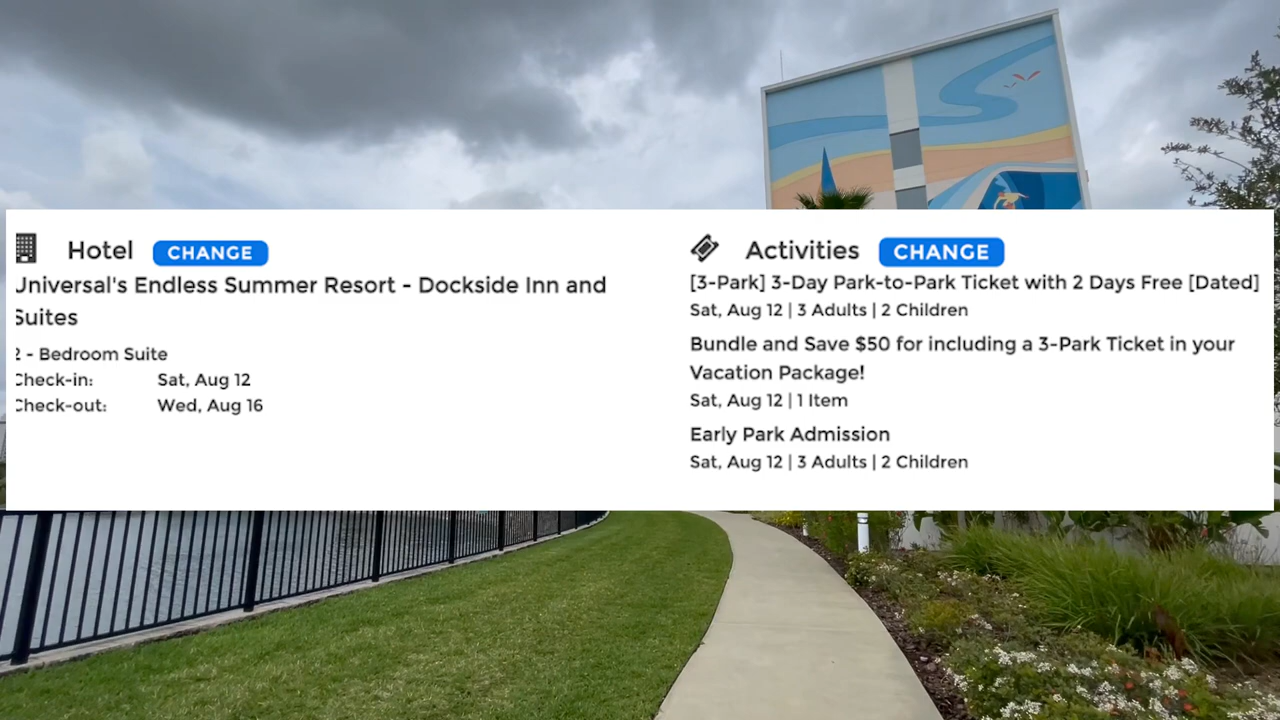 Hotel CHANGE
Universal's Endless Summer Resort - Dockside Inn and
Suites
2 - Bedroom Suite
Check-in: Sat, Aug 12
Check-out: Wed, Aug 16
Activities CHANGE
[3-Park] 3-Day Park-to-Park Ticket with 2 Days Free [Dated]
Sat, Aug 12 | 3 Adults | 2 Children
Bundle and Save $50 for including a 3-Park Ticket in your
Vacation Package!
Sat, Aug 12 | 1 Item
Early Park Admission
Sat, Aug 12 | 3 Adults | 2 Children